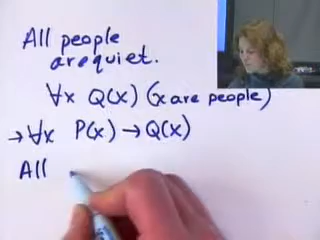 All people
are quiet.
∀x Q(x) (x are people)
→ ∀x P(x) → Q(x)
All